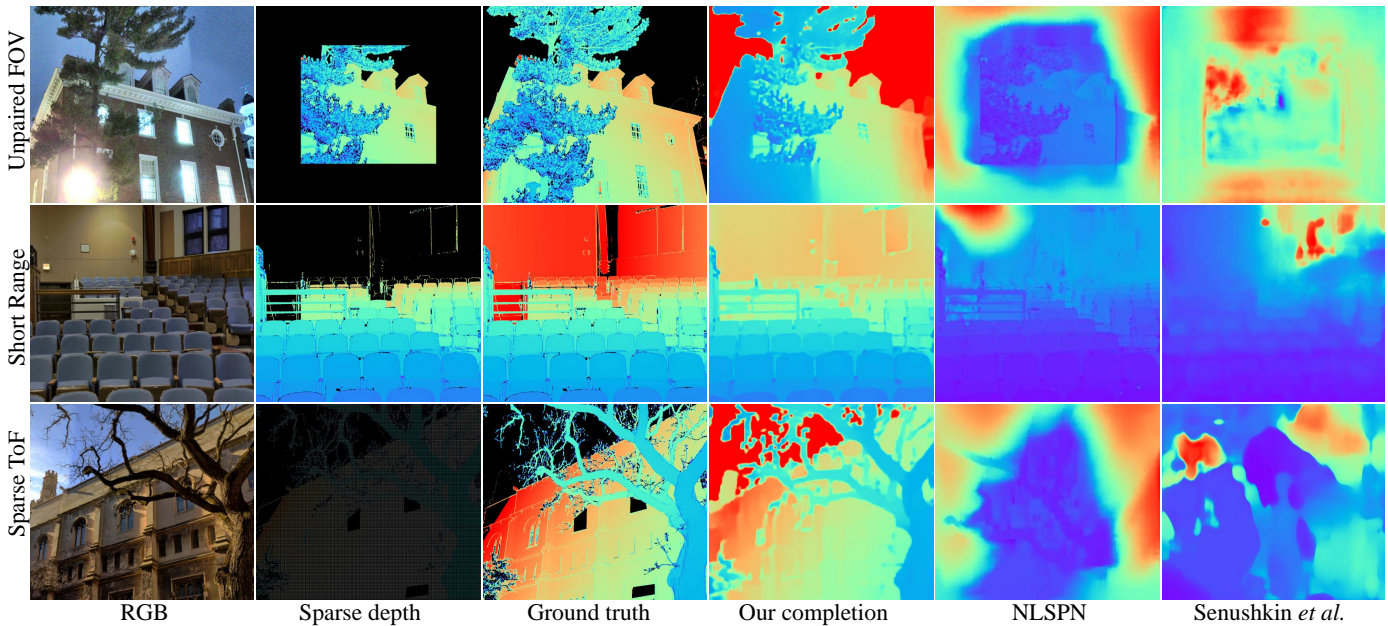 Unpaired FOV
Short Range
Sparse ToF
RGB
Sparse depth
Ground truth
Our completion
NLSPN
Senushkin et al.